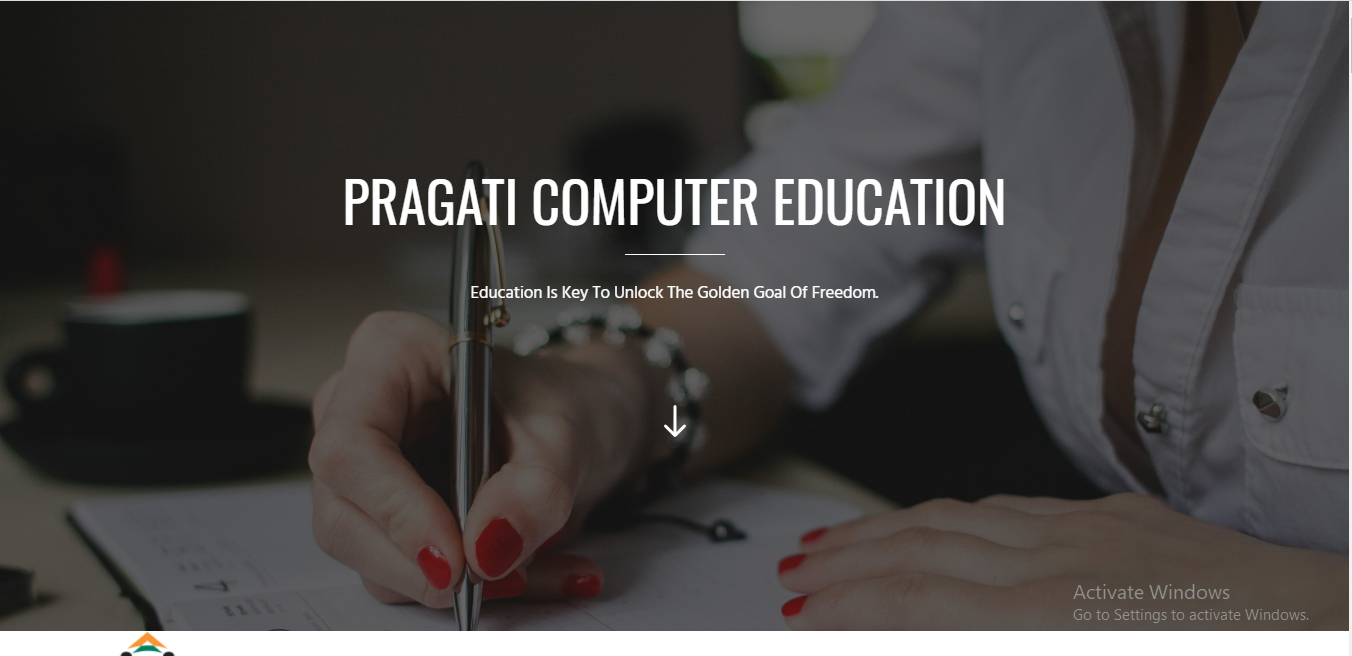 PRAGATI COMPUTER EDUCATION
Education Is Key To Unlock The Golden Goal Of Freedom.
Activate Windows
Go to Settings to activate Windows.